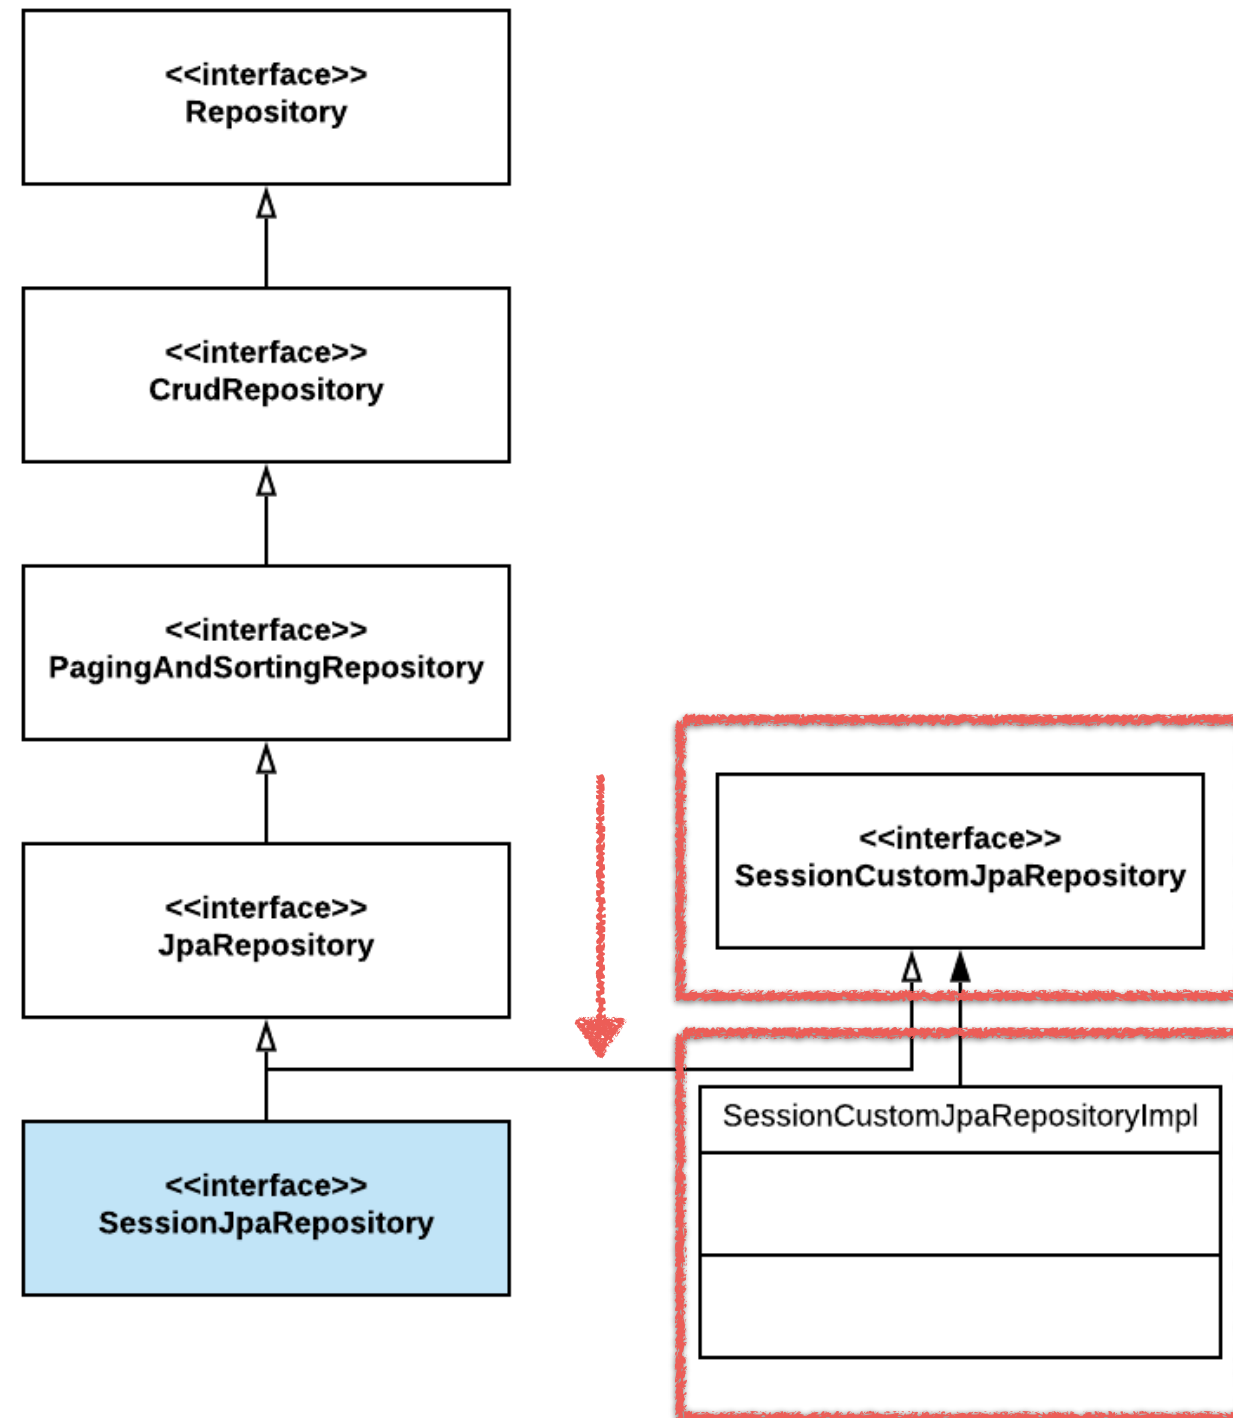 <<interface>>
Repository
<<interface>>
CrudRepository
<<interface>>
PagingAndSortingRepository
<<interface>>
JpaRepository
<<interface>>
SessionJpaRepository
<<interface>>
SessionCustomJpaRepository
SessionCustomJpaRepositoryImpl